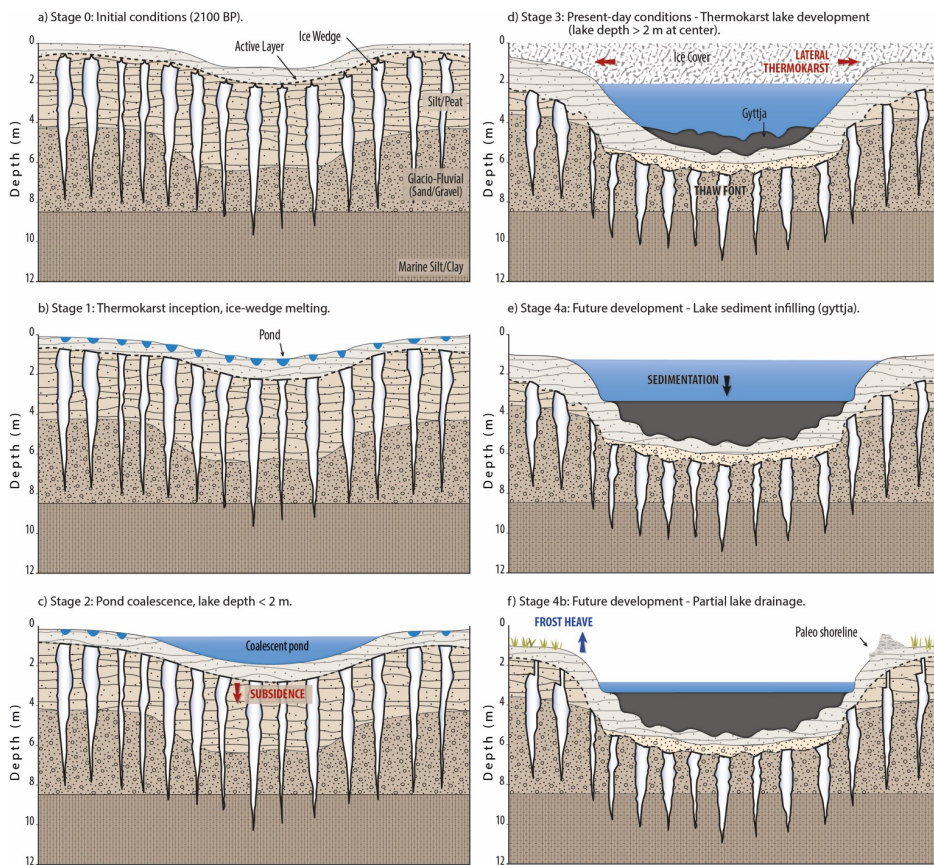 a) Stage 0: Initial conditions (2100 BP).
Ice Wedge
Active Layer
0
2
4
6
8
10
12
Depth (m)
Silt/Peat
Glacio-Fluvial
(Sand/Gravel)
Marine Silt/Clay
b) Stage 1: Thermokarst inception, ice-wedge melting.
Pond
0
2
4
6
8
10
12
Depth (m)
c) Stage 2: Pond coalescence, lake depth < 2 m.
Coalescent pond
SUBSIDENCE
0
2
4
6
8
10
12
Depth (m)
d) Stage 3: Present-day conditions - Thermokarst lake development
(lake depth > 2 m at center).
Ice Cover
LATERAL
THERMOKARST
Gyttja
THAW FONT
0
2
4
6
8
10
12
Depth (m)
e) Stage 4a: Future development - Lake sediment infilling (gyttja).
SEDIMENTATION
0
2
4
6
8
10
12
Depth (m)
f) Stage 4b: Future development - Partial lake drainage.
FROST HEAVE
Paleo shoreline
0
2
4
6
8
10
12
Depth (m)